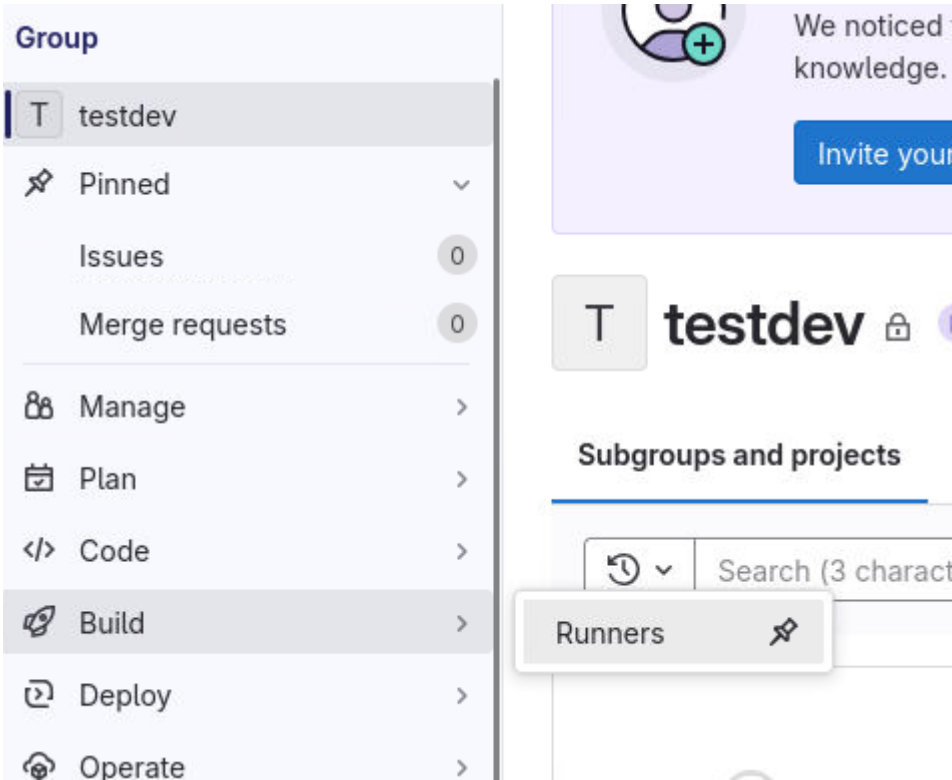 Group
T testdev
Pinned
Issues 0
Merge requests 0
Manage
Plan
Code
Build
Deploy
Operate
We noticed
knowledge.
Invite your
T testdev
Subgroups and projects
Search (3 charact
Runners